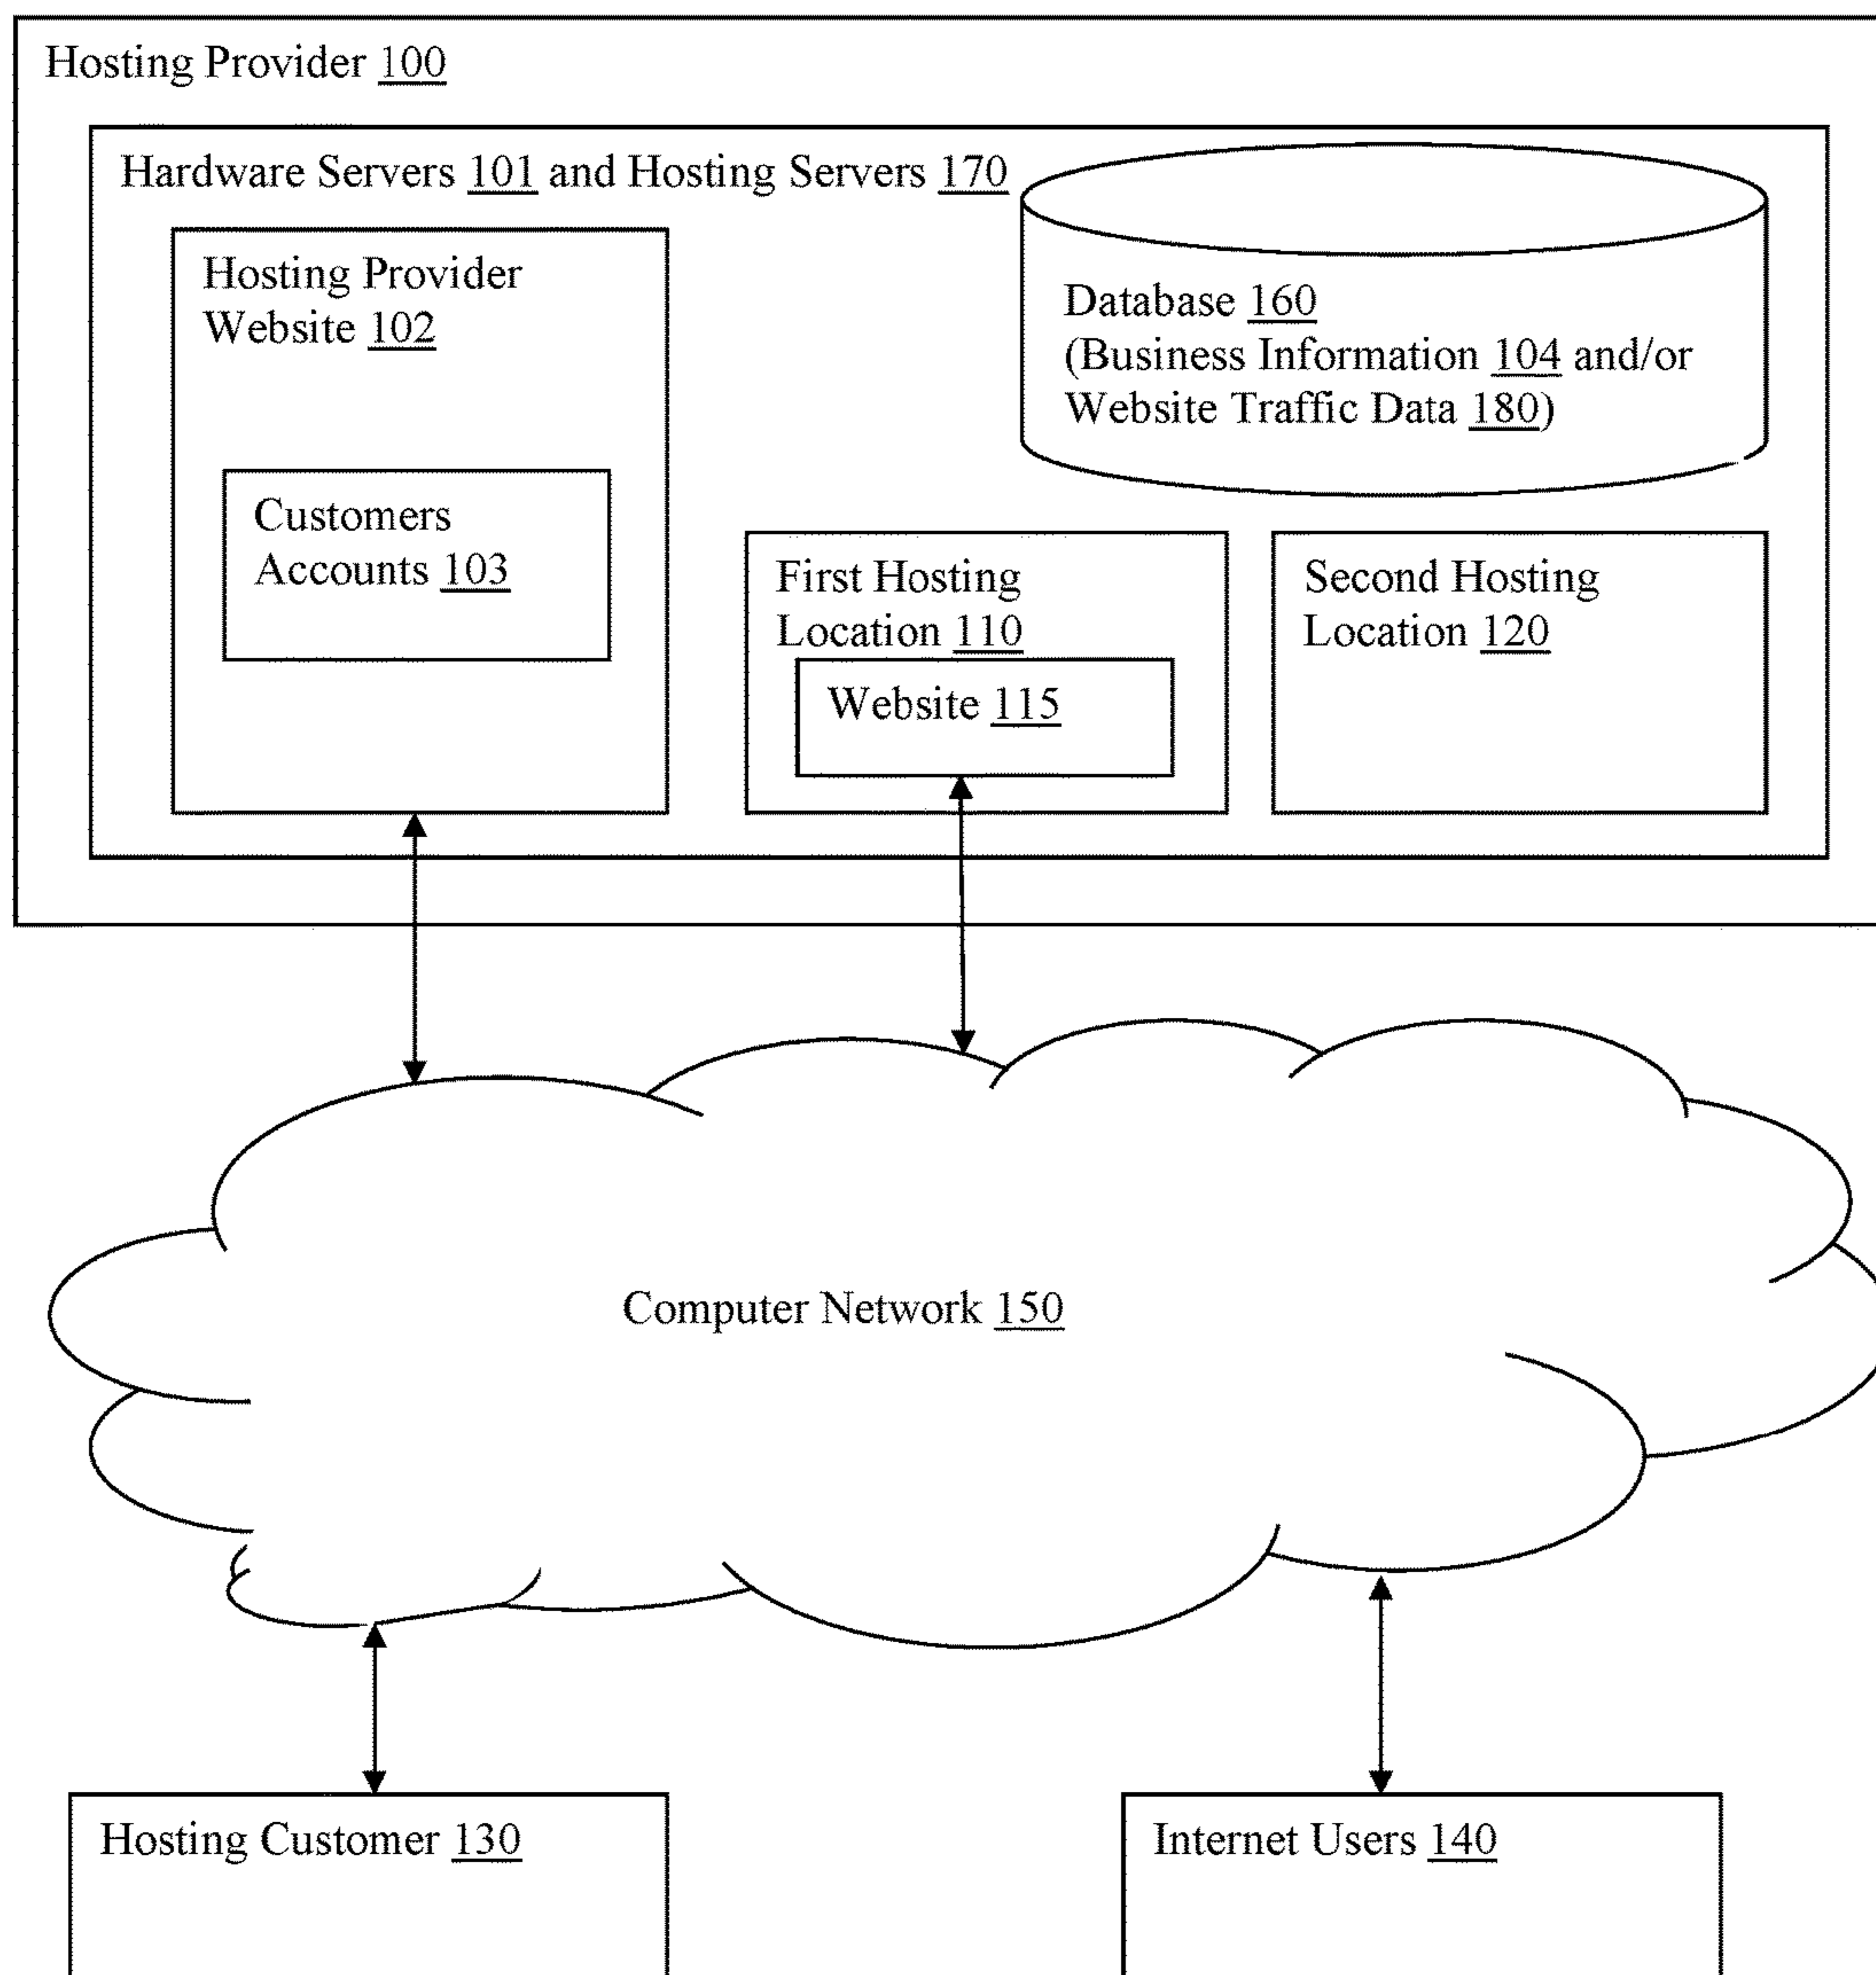 Hosting Provider 100
Hardware Servers 101 and Hosting Servers 170
Hosting Provider
Website 102
Database 160
(Business Information 104 and/or
Website Traffic Data 180)
Customers
Accounts 103
First Hosting
Location 110
Website 115
Second Hosting
Location 120
Computer Network 150
Hosting Customer 130
Internet Users 140